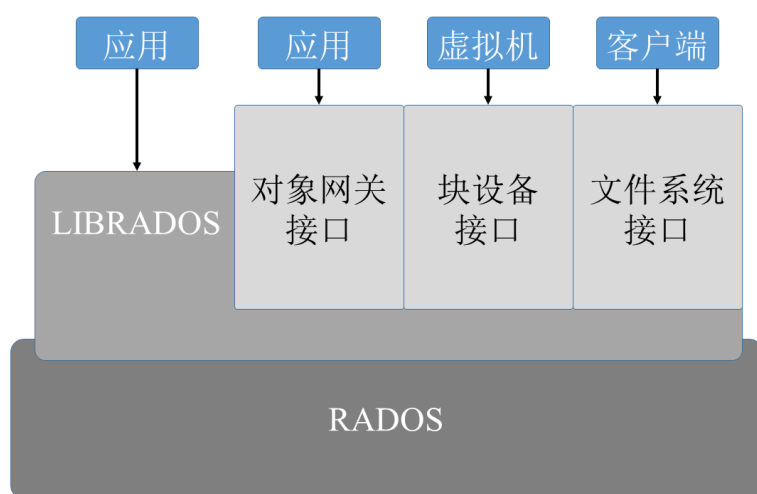 应用
应用
虚拟机
客户端
LIBRADOS
对象网关
接口
块设备
接口
文件系统
接口
RADOS